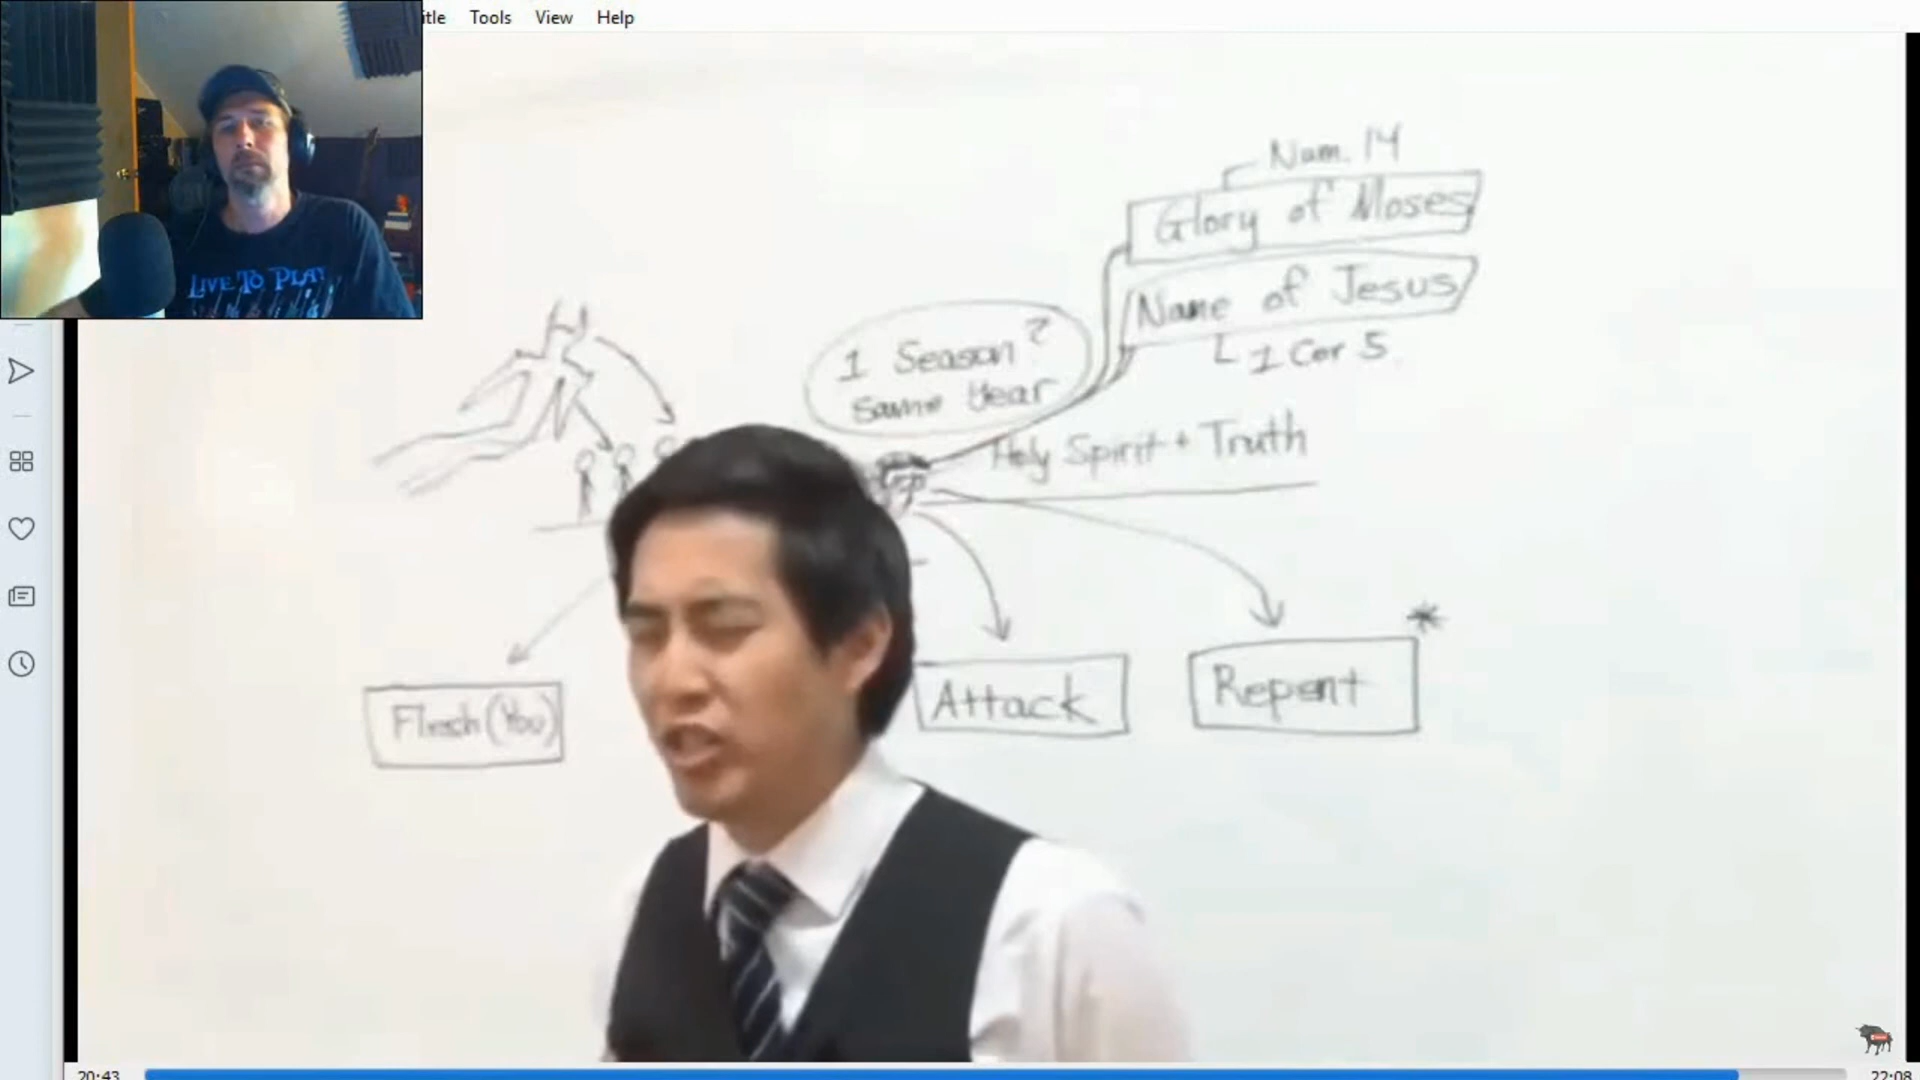 itle Tools View Help
LIVE TO PLAY
Num. 14
Glory of Moses
Name of Jesus
1 Cor 5
1 Season?
Same Year
Holy Spirit + Truth
Flesh (You)
Attack
Repent *
20:43
22:08